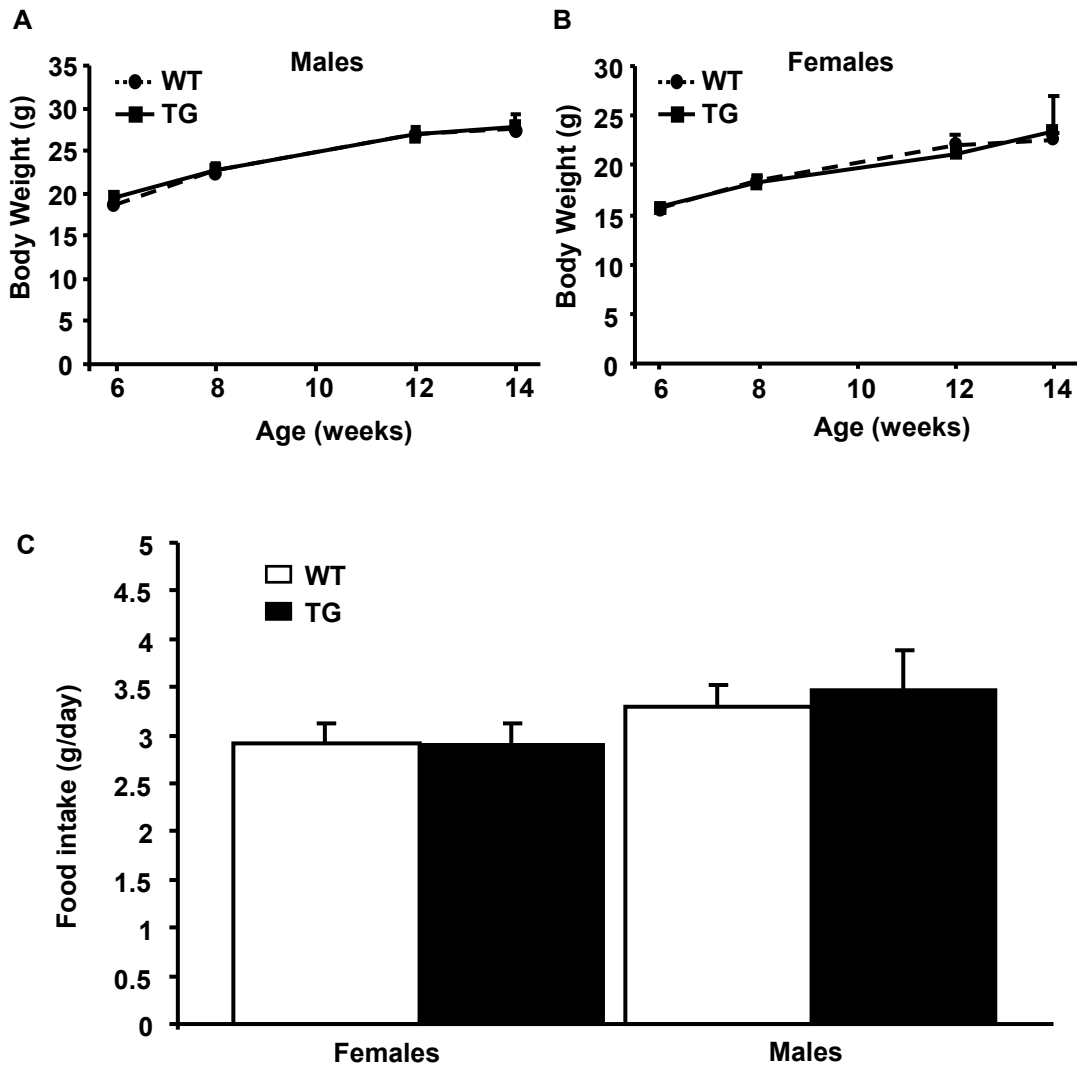 A
Males
WT
TG
35
30
25
20
15
10
5
0
Body Weight (g)
6 8 10 12 14
Age (weeks)
B
Females
WT
TG
30
25
20
15
10
5
0
Body Weight (g)
6 8 10 12 14
Age (weeks)
C
WT
TG
5
4.5
4
3.5
3
2.5
2
1.5
1
0.5
0
Food intake (g/day)
Females Males